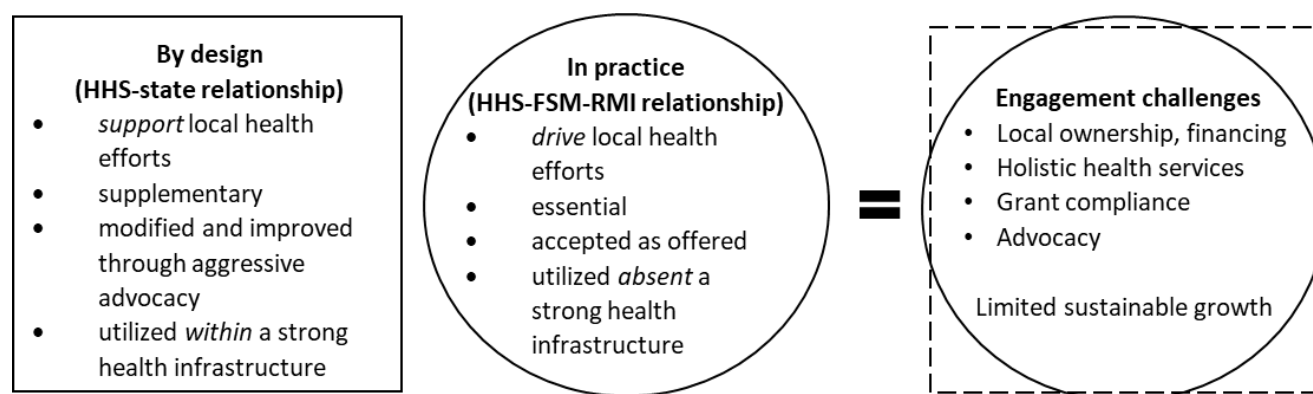 By design
(HHS-state relationship)
• support local health
efforts
• supplementary
• modified and improved
through aggressive
advocacy
• utilized within a strong
health infrastructure
In practice
(HHS-FSM-RMI relationship)
• drive local health
efforts
• essential
• accepted as offered
• utilized absent a
strong health
infrastructure
=
Engagement challenges
• Local ownership, financing
• Holistic health services
• Grant compliance
• Advocacy
Limited sustainable growth